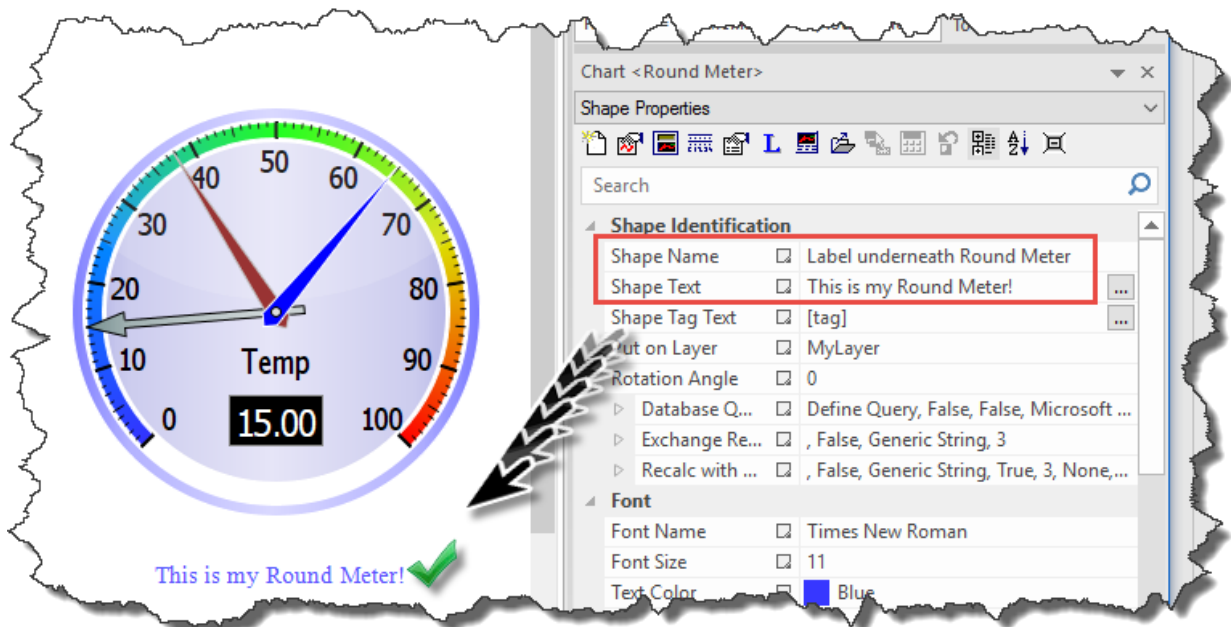 50
40
60
30
70
20
80
10
Temp
90
0
15.00
100
This is my Round Meter!
Chart <Round Meter>
Shape Properties
L
Search
Shape Identification
Shape Name Label underneath Round Meter
Shape Text This is my Round Meter! ...
Shape Tag Text [tag] ...
Put on Layer MyLayer
Rotation Angle 0
Database Q... Define Query, False, False, Microsoft ...
Exchange Re... , False, Generic String, 3
Recalc with ... , False, Generic String, True, 3, None,...
Font
Font Name Times New Roman
Font Size 11
Text Color Blue